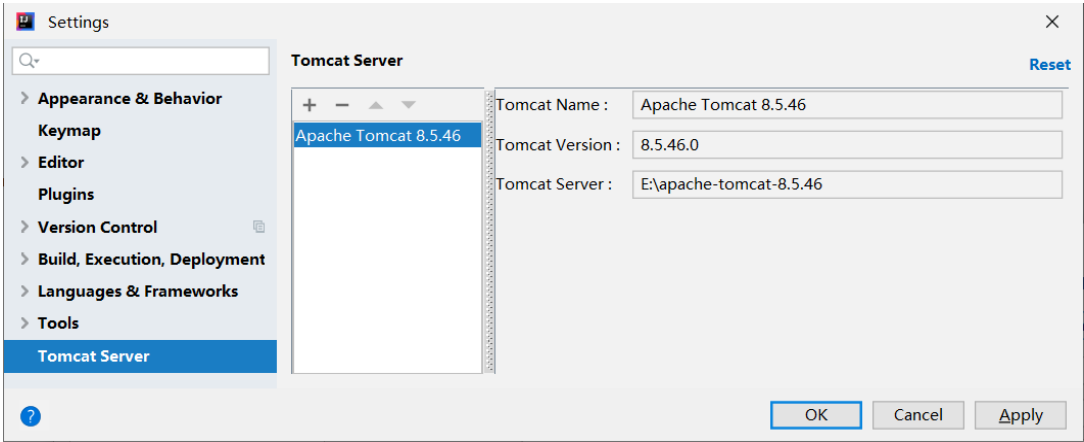 Settings
Tomcat Server
Reset
Appearance & Behavior
Keymap
Editor
Plugins
Version Control
Build, Execution, Deployment
Languages & Frameworks
Tools
Tomcat Server
Apache Tomcat 8.5.46
Tomcat Name : Apache Tomcat 8.5.46
Tomcat Version : 8.5.46.0
Tomcat Server : E:\apache-tomcat-8.5.46
? OK Cancel Apply